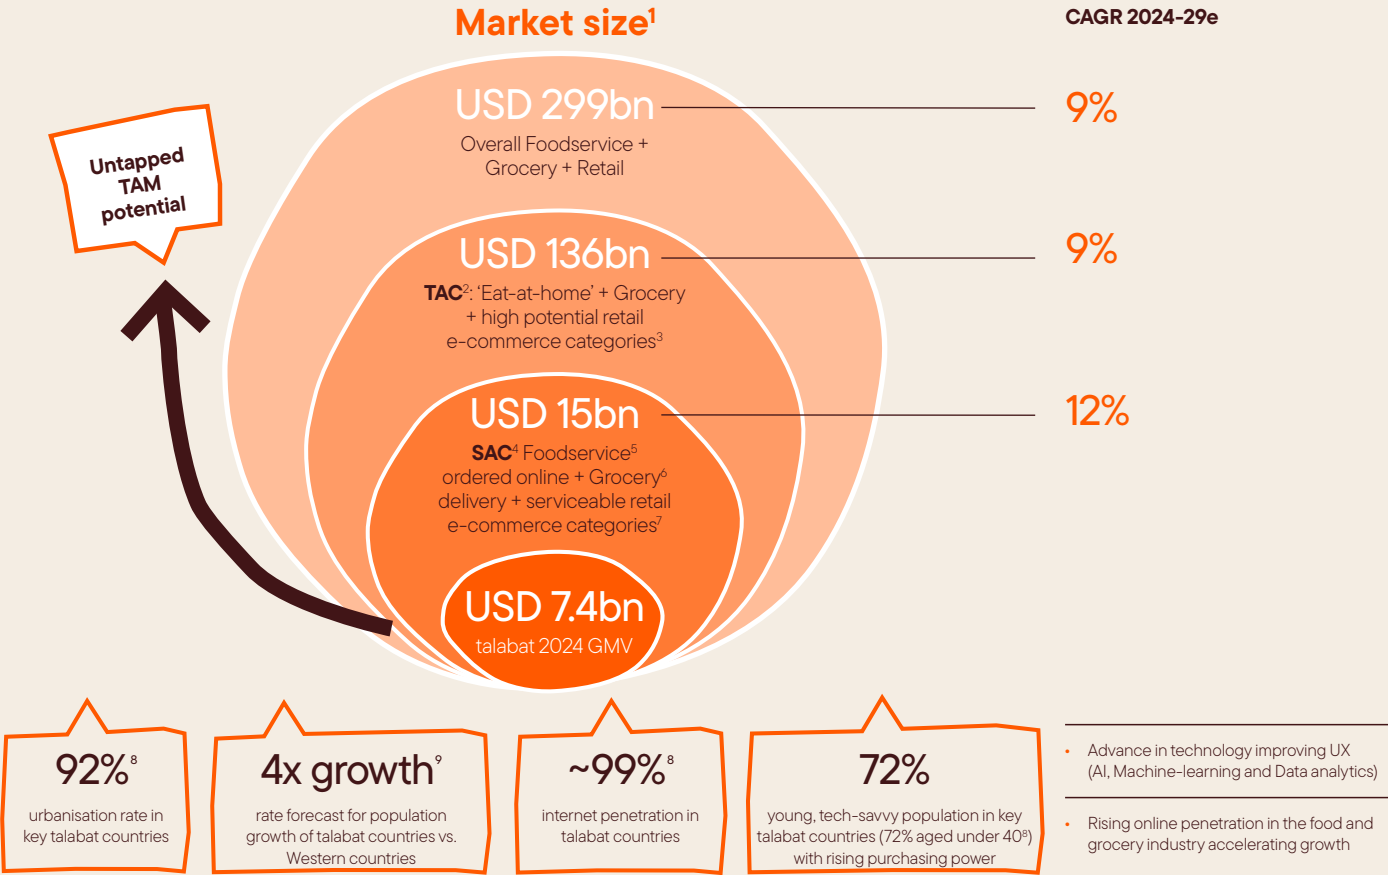 Market size¹
CAGR 2024-29e
USD 299bn
9%
Overall Foodservice +
Grocery + Retail
Untapped
TAM
potential
USD 136bn
9%
TAC²: ‘Eat-at-home’ + Grocery
+ high potential retail
e-commerce categories³
USD 15bn
12%
SAC⁴ Foodservice⁵
ordered online + Grocery⁶
delivery + serviceable retail
e-commerce categories⁷
USD 7.4bn
talabat 2024 GMV
92%⁸
urbanisation rate in
key talabat countries
4x growth⁹
rate forecast for population
growth of talabat countries vs.
Western countries
~99%⁸
internet penetration in
talabat countries
72%
young, tech-savvy population in key
talabat countries (72% aged under 40⁸)
with rising purchasing power
• Advance in technology improving UX
(AI, Machine-learning and Data analytics)
• Rising online penetration in the food and
grocery industry accelerating growth